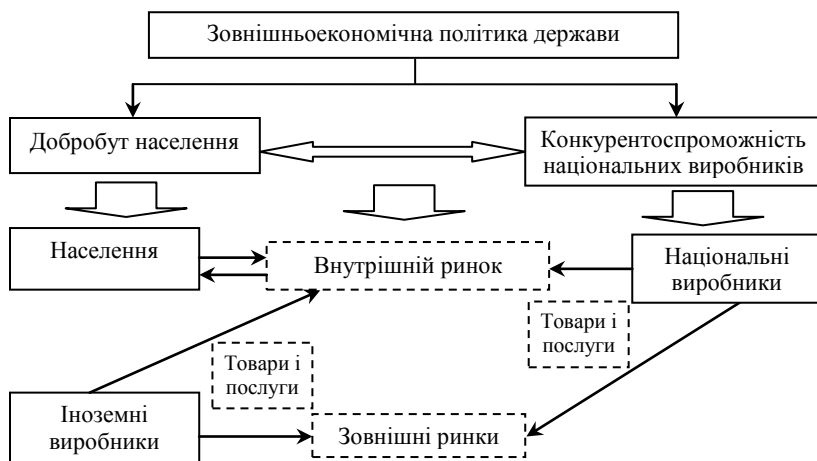 Зовнішньоекономічна політика держави
Добробут населення
Конкурентоспроможність
національних виробників
Населення
Внутрішній ринок
Національні
виробники
Товари і
послуги
Товари і
послуги
Іноземні
виробники
Зовнішні ринки